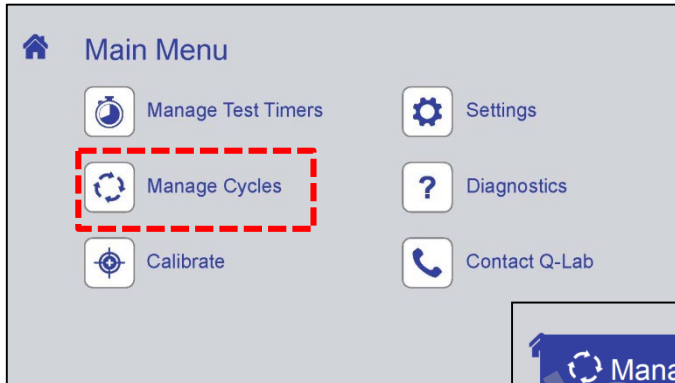 Main Menu
Manage Test Timers
Settings
Manage Cycles
?
Diagnostics
Calibrate
Contact Q-Lab